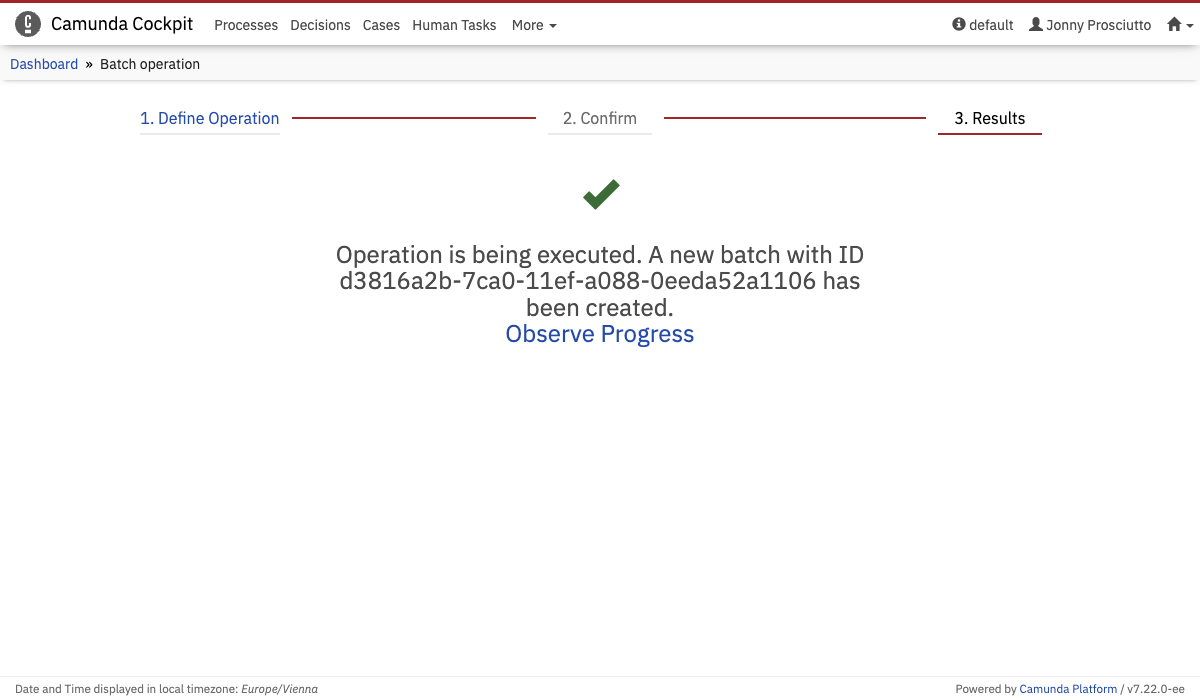 Camunda Cockpit Processes Decisions Cases Human Tasks More default Jonny Prosciutto
Dashboard » Batch operation
1. Define Operation 2. Confirm 3. Results
Operation is being executed. A new batch with ID
d3816a2b-7ca0-11ef-a088-0eeda52a1106 has
been created.
Observe Progress
Date and Time displayed in local timezone: Europe/Vienna Powered by Camunda Platform / v7.22.0-ee